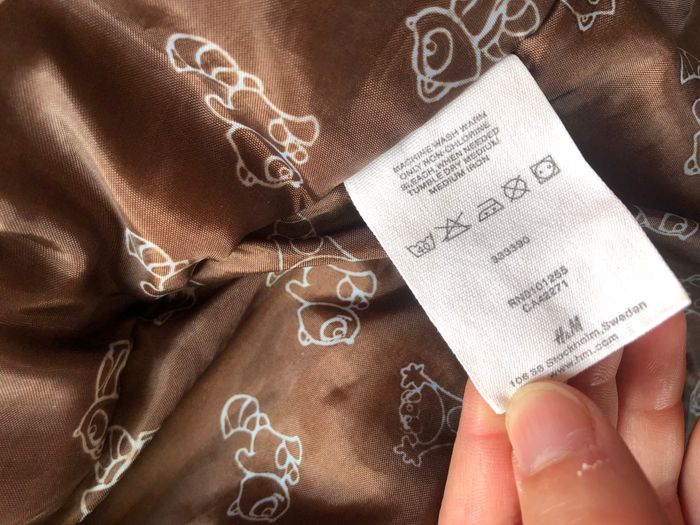 MACHINE WASH WARM
ONLY NON-CHLORINE
BLEACH WHEN NEEDED
TUMBLE DRY MEDIUM
MEDIUM IRON
339390
RN0101255
CA42271
H&M
106 38 Stockholm, Sweden
www.hm.com